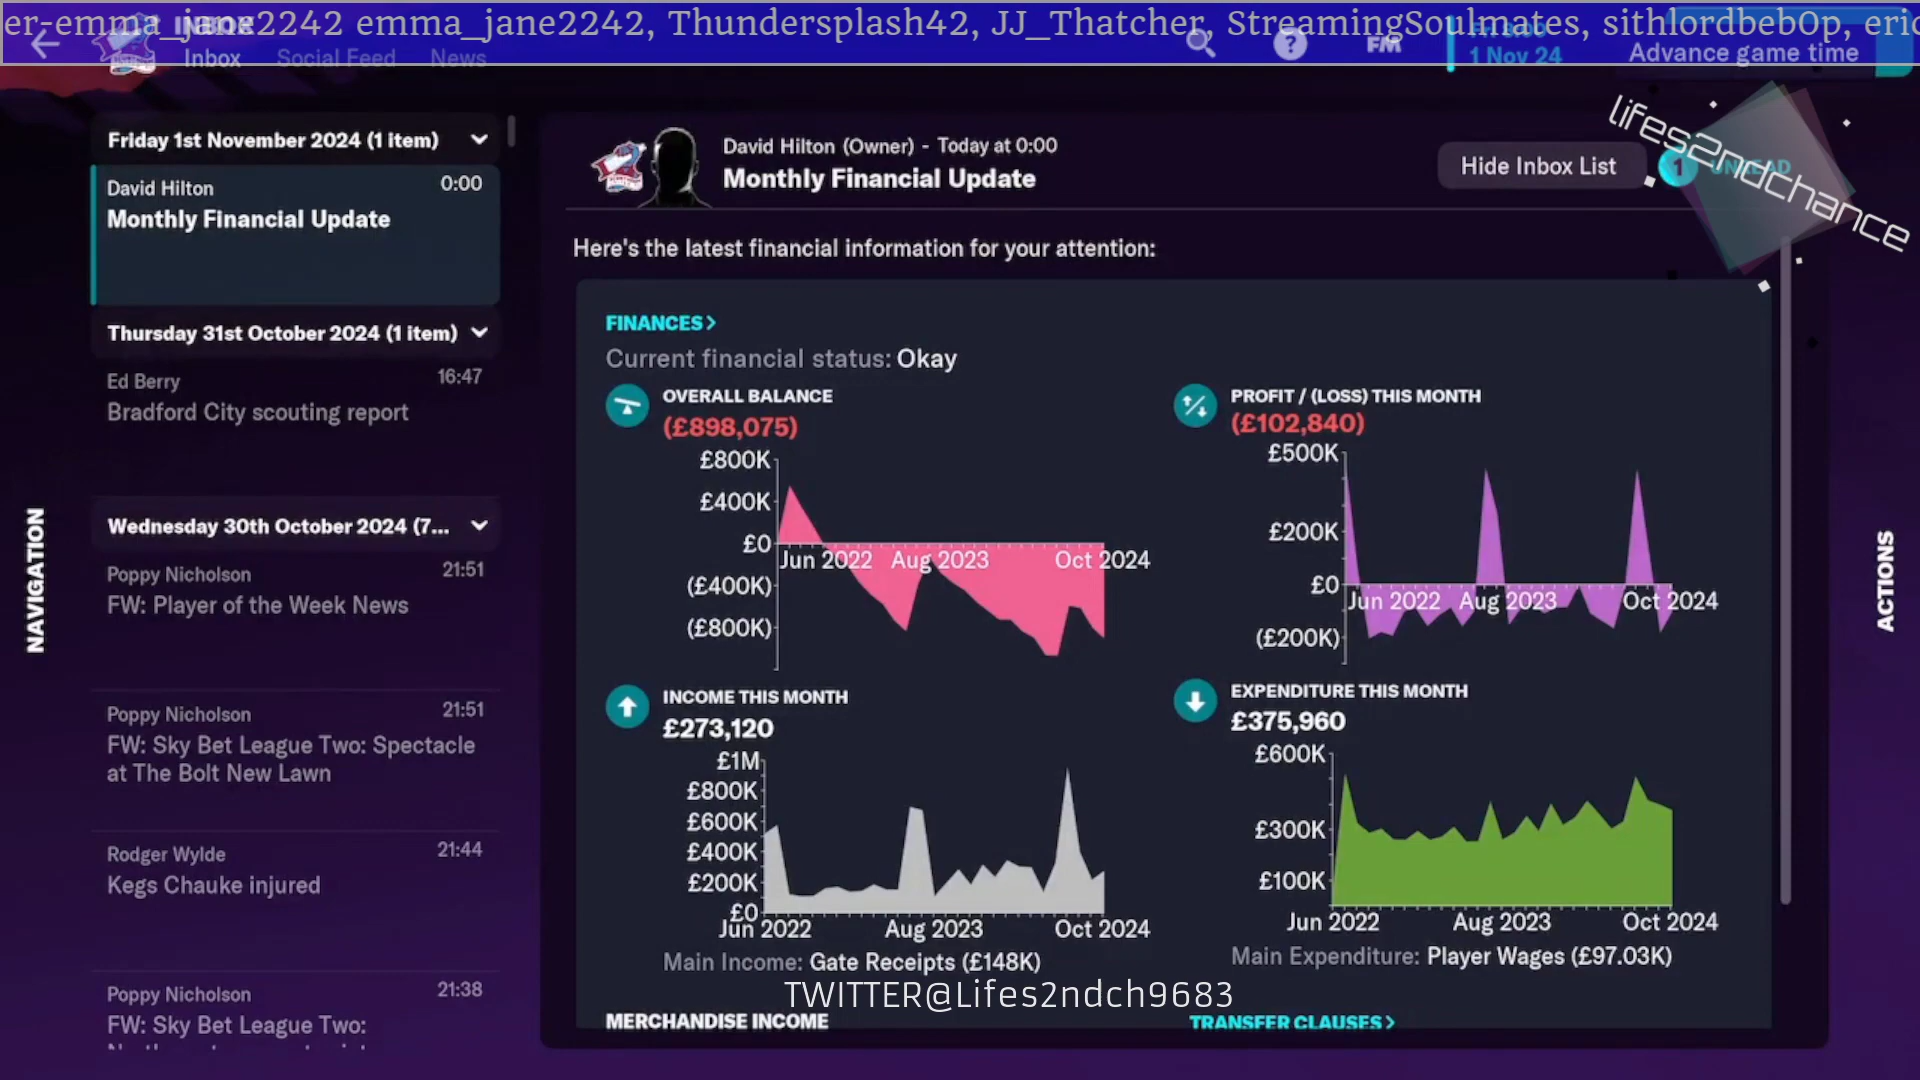 er-emma_jane2242 emma_jane2242, Thundersplash42, JJ_Thatcher, StreamingSoulmates, sithlordbeb0p, eric
INBOX
Inbox Social Feed News
FM
1 Nov 24
Advance game time
Friday 1st November 2024 (1 item)
David Hilton 0:00
Monthly Financial Update
Thursday 31st October 2024 (1 item)
Ed Berry 16:47
Bradford City scouting report
Wednesday 30th October 2024 (7...
Poppy Nicholson 21:51
FW: Player of the Week News
Poppy Nicholson 21:51
FW: Sky Bet League Two: Spectacle
at The Bolt New Lawn
Rodger Wylde 21:44
Kegs Chauke injured
Poppy Nicholson 21:38
FW: Sky Bet League Two:
NAVIGATION
David Hilton (Owner) - Today at 0:00
Monthly Financial Update
Hide Inbox List
1 UNREAD
lifes2ndchance
Here's the latest financial information for your attention:
FINANCES >
Current financial status: Okay
OVERALL BALANCE
(£898,075)
£800K
£400K
£0
(£400K)
(£800K)
Jun 2022 Aug 2023 Oct 2024
PROFIT / (LOSS) THIS MONTH
(£102,840)
£500K
£200K
£0
(£200K)
Jun 2022 Aug 2023 Oct 2024
INCOME THIS MONTH
£273,120
£1M
£800K
£600K
£400K
£200K
£0
Jun 2022 Aug 2023 Oct 2024
Main Income: Gate Receipts (£148K)
EXPENDITURE THIS MONTH
£375,960
£600K
£300K
£100K
Jun 2022 Aug 2023 Oct 2024
Main Expenditure: Player Wages (£97.03K)
TWITTER@Lifes2ndch9683
MERCHANDISE INCOME
TRANSFER CLAUSES >
ACTIONS